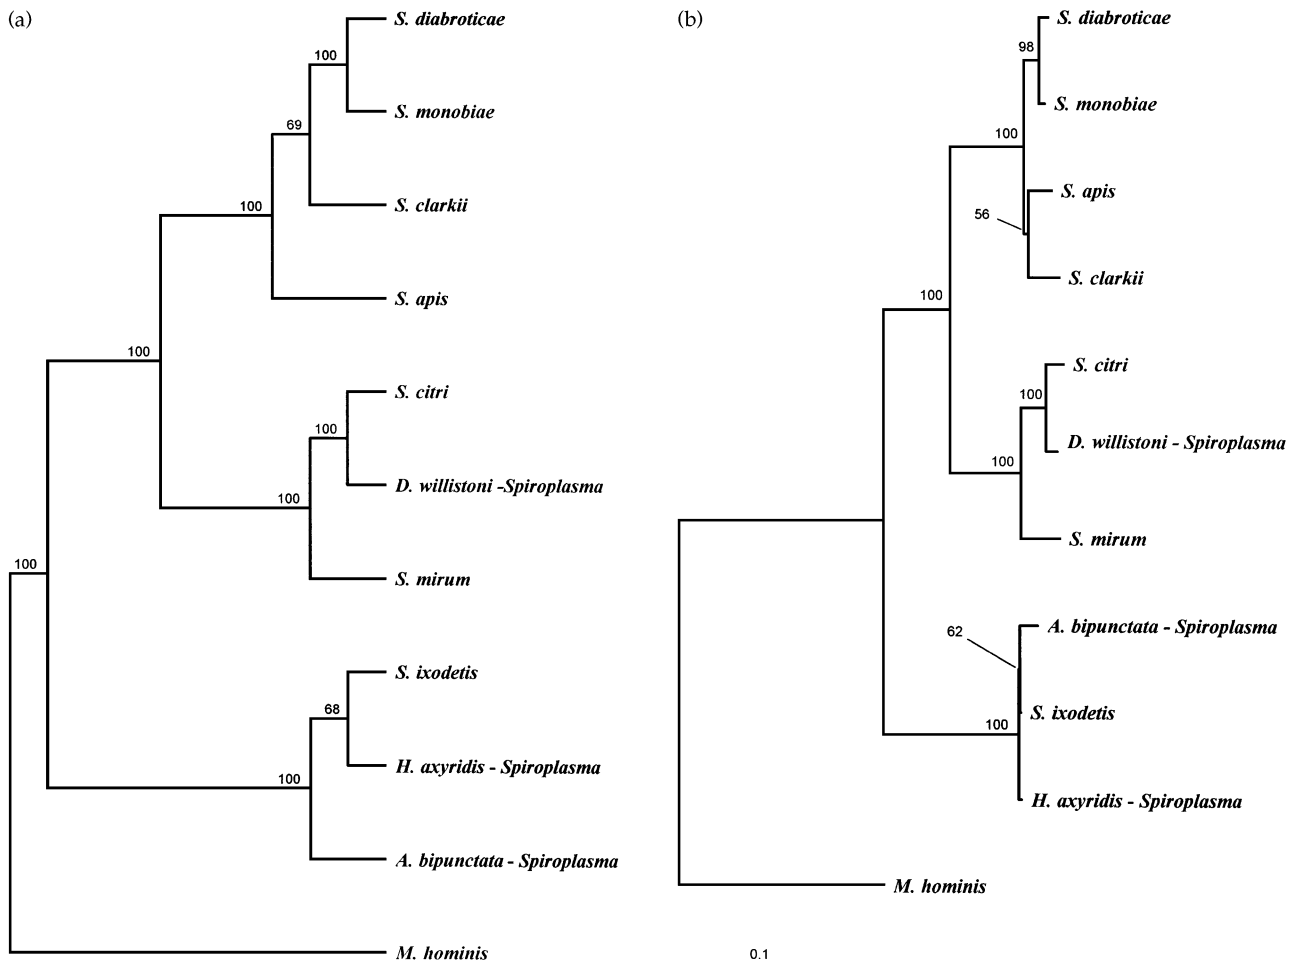 (a)
S. diabroticae
100
S. monobiae
69
S. clarkii
100
S. apis
100
S. citri
100
D. willistoni -Spiroplasma
100
S. mirum
100
S. ixodetis
68
H. axyridis - Spiroplasma
100
A. bipunctata - Spiroplasma
M. hominis
(b)
S. diabroticae
98
S. monobiae
100
S. apis
56
S. clarkii
100
S. citri
100
D. willistoni - Spiroplasma
100
S. mirum
A. bipunctata - Spiroplasma
62
S. ixodetis
100
H. axyridis - Spiroplasma
M. hominis
0.1